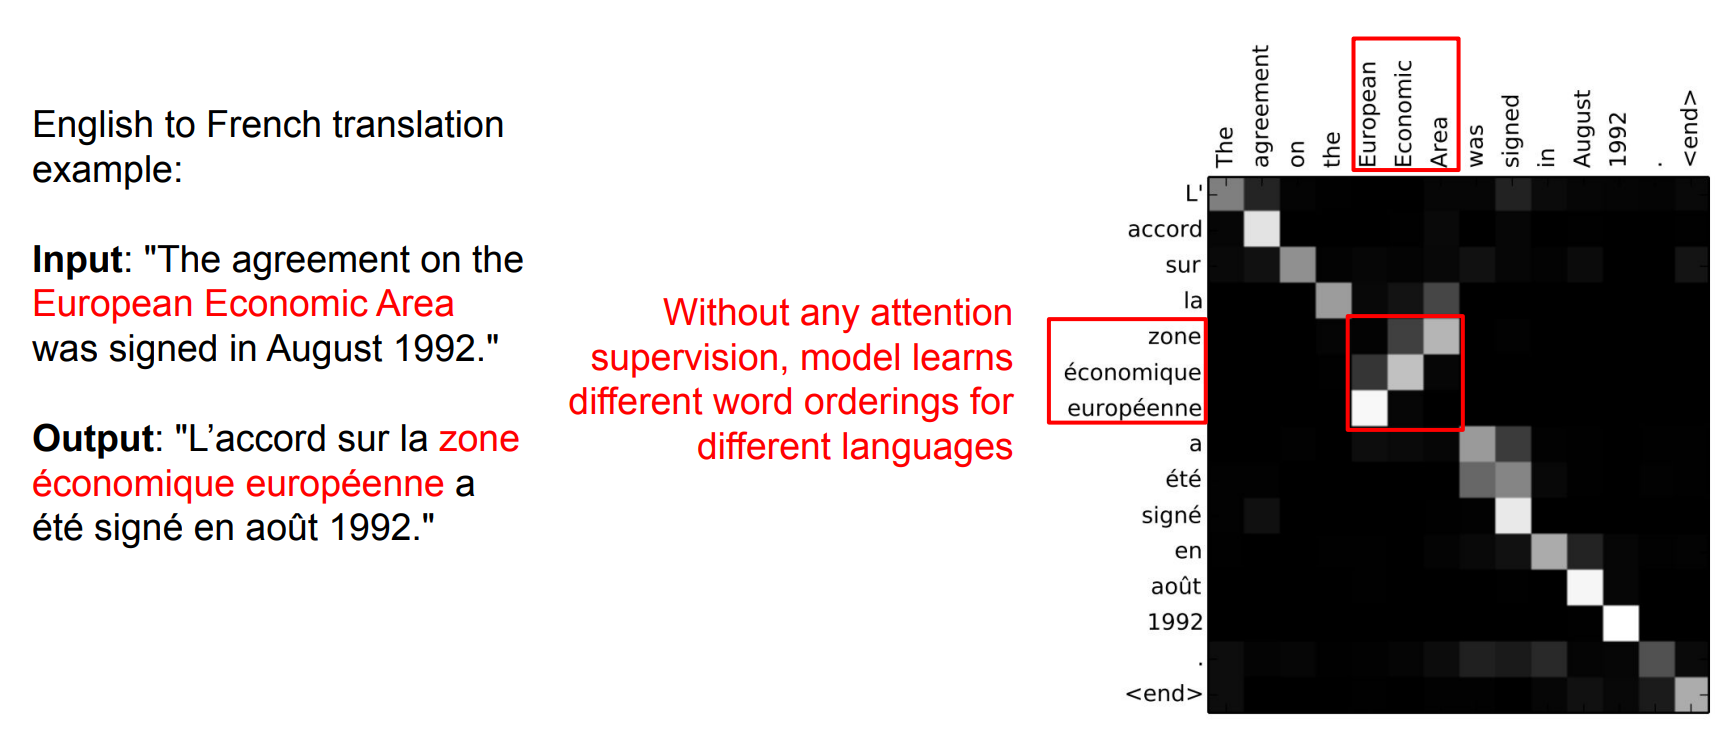 English to French translation
example:
Input: "The agreement on the
European Economic Area
was signed in August 1992."
Output: "L’accord sur la zone
économique européenne a
été signé en août 1992."
Without any attention
supervision, model learns
different word orderings for
different languages
The
agreement
on
the
European
Economic
Area
was
signed
in
August
1992
.
<end>
L'
accord
sur
la
zone
économique
européenne
a
été
signé
en
août
1992
.
<end>